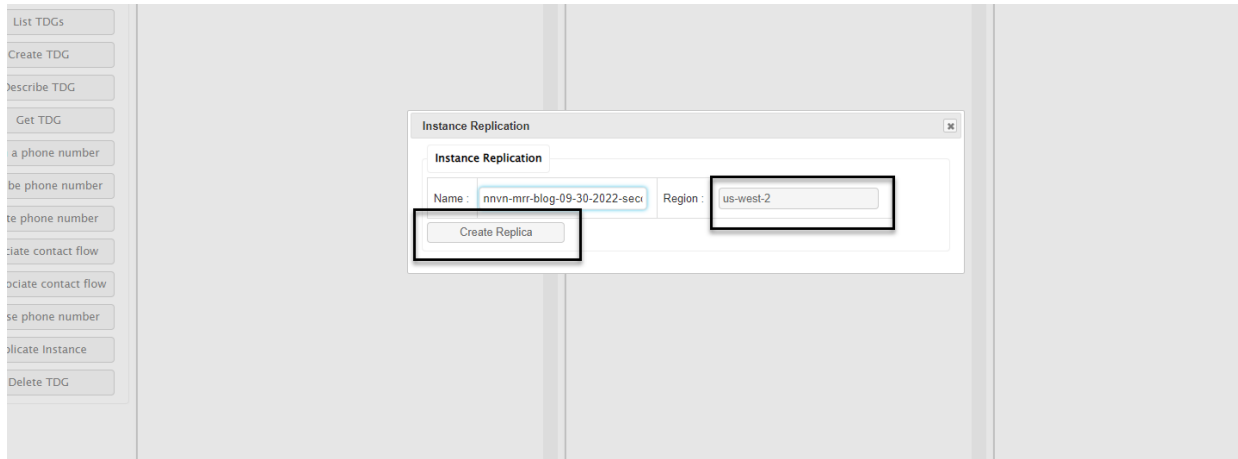 List TDGs
Create TDG
Describe TDG
Get TDG
a phone number
be phone number
te phone number
ciate contact flow
ociate contact flow
se phone number
plicate Instance
Delete TDG
Instance Replication
Instance Replication
Name : nnvn-mrr-blog-09-30-2022-seco Region : us-west-2
Create Replica